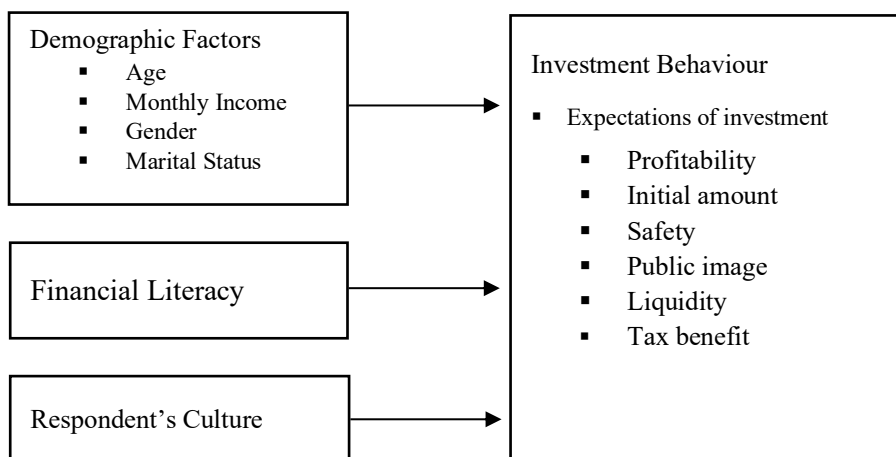 Demographic Factors
▪ Age
▪ Monthly Income
▪ Gender
▪ Marital Status
Financial Literacy
Respondent’s Culture
Investment Behaviour
▪ Expectations of investment
▪ Profitability
▪ Initial amount
▪ Safety
▪ Public image
▪ Liquidity
▪ Tax benefit